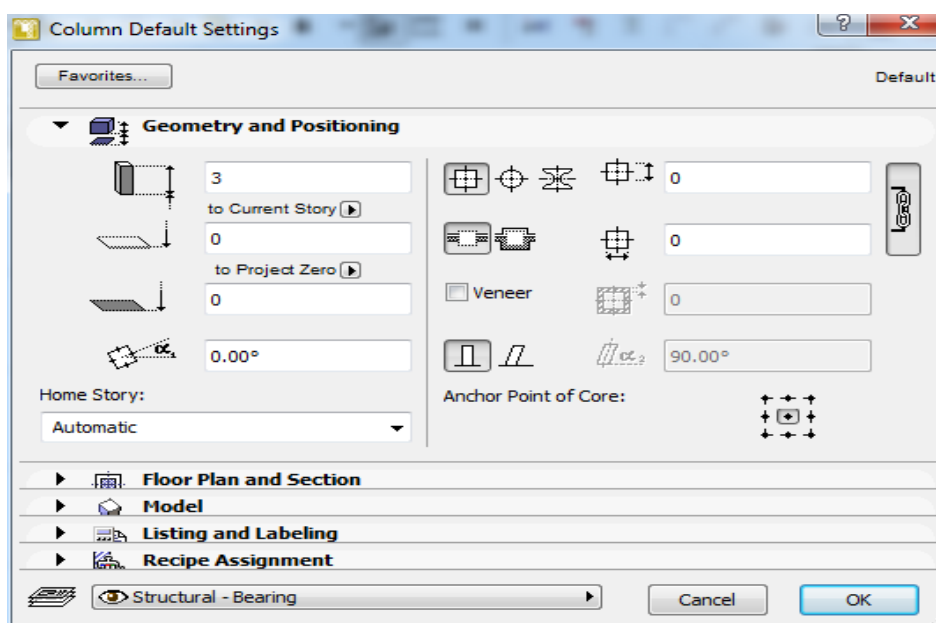 Column Default Settings
Favorites...
Default
Geometry and Positioning
3
to Current Story
0
to Project Zero
0
α1
0.00°
Home Story:
Automatic
0
0
Veneer
0
α2
90.00°
Anchor Point of Core:
Floor Plan and Section
Model
Listing and Labeling
Recipe Assignment
Structural - Bearing
Cancel
OK